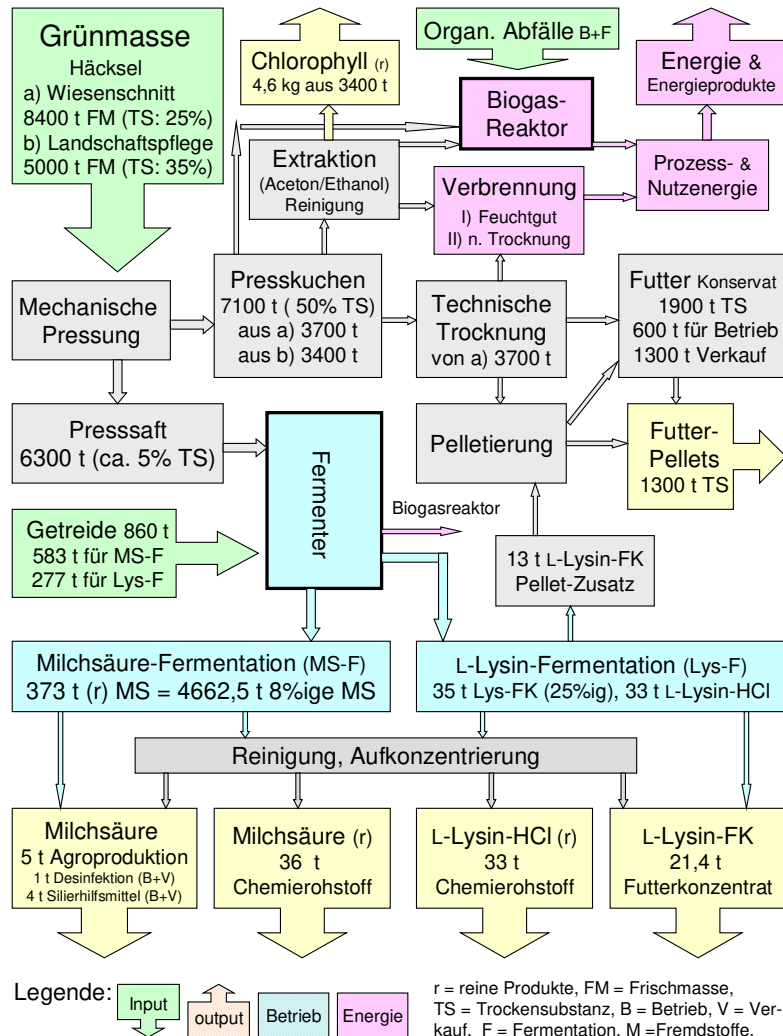 Grünmasse
Häcksel
a) Wiesenschnitt
8400 t FM (TS: 25%)
b) Landschaftspflege
5000 t FM (TS: 35%)
Chlorophyll (r)
4,6 kg aus 3400 t
Organ. Abfälle B+F
Energie &
Energieprodukte
Biogas-
Reaktor
Extraktion
(Aceton/Ethanol)
Reinigung
Verbrennung
I) Feuchtgut
II) n. Trocknung
Prozess- &
Nutzenergie
Mechanische
Pressung
Presskuchen
7100 t ( 50% TS)
aus a) 3700 t
aus b) 3400 t
Technische
Trocknung
von a) 3700 t
Futter Konservat
1900 t TS
600 t für Betrieb
1300 t Verkauf
Presssaft
6300 t (ca. 5% TS)
Fermenter
Pelletierung
Futter-
Pellets
1300 t TS
Biogasreaktor
Getreide 860 t
583 t für MS-F
277 t für Lys-F
13 t L-Lysin-FK
Pellet-Zusatz
Milchsäure-Fermentation (MS-F)
373 t (r) MS = 4662,5 t 8%ige MS
L-Lysin-Fermentation (Lys-F)
35 t Lys-FK (25%ig), 33 t L-Lysin-HCl
Reinigung, Aufkonzentrierung
Milchsäure
5 t Agroproduktion
1 t Desinfektion (B+V)
4 t Silierhilfsmittel (B+V)
Milchsäure (r)
36 t
Chemierohstoff
L-Lysin-HCl (r)
33 t
Chemierohstoff
L-Lysin-FK
21,4 t
Futterkonzentrat
Legende:
Input
output
Betrieb
Energie
r = reine Produkte, FM = Frischmasse,
TS = Trockensubstanz, B = Betrieb, V = Ver-
kauf, F = Fermentation, M =Fremdstoffe.